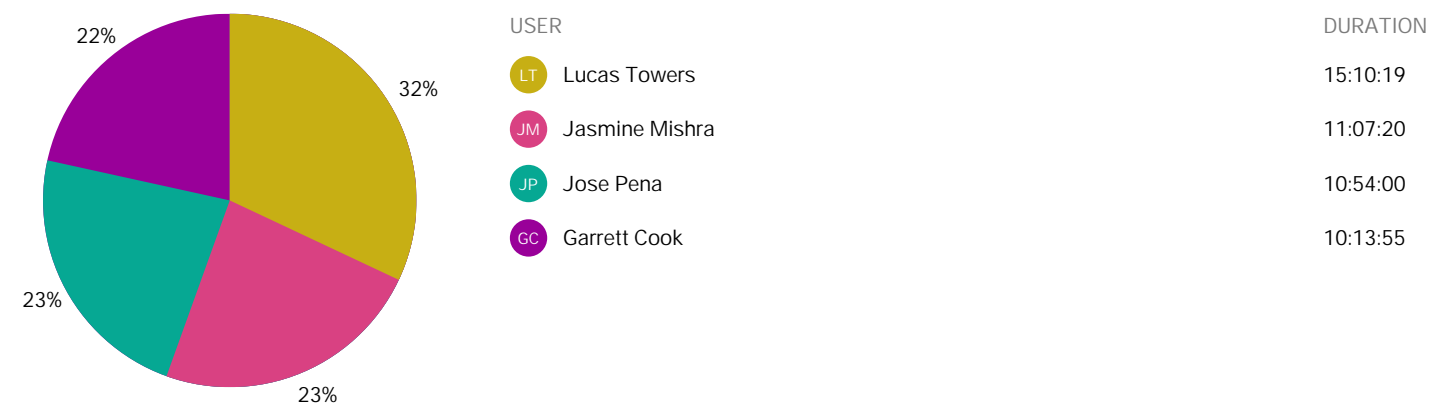 22%
32%
23%
23%
USER DURATION
LT Lucas Towers 15:10:19
JM Jasmine Mishra 11:07:20
JP Jose Pena 10:54:00
GC Garrett Cook 10:13:55